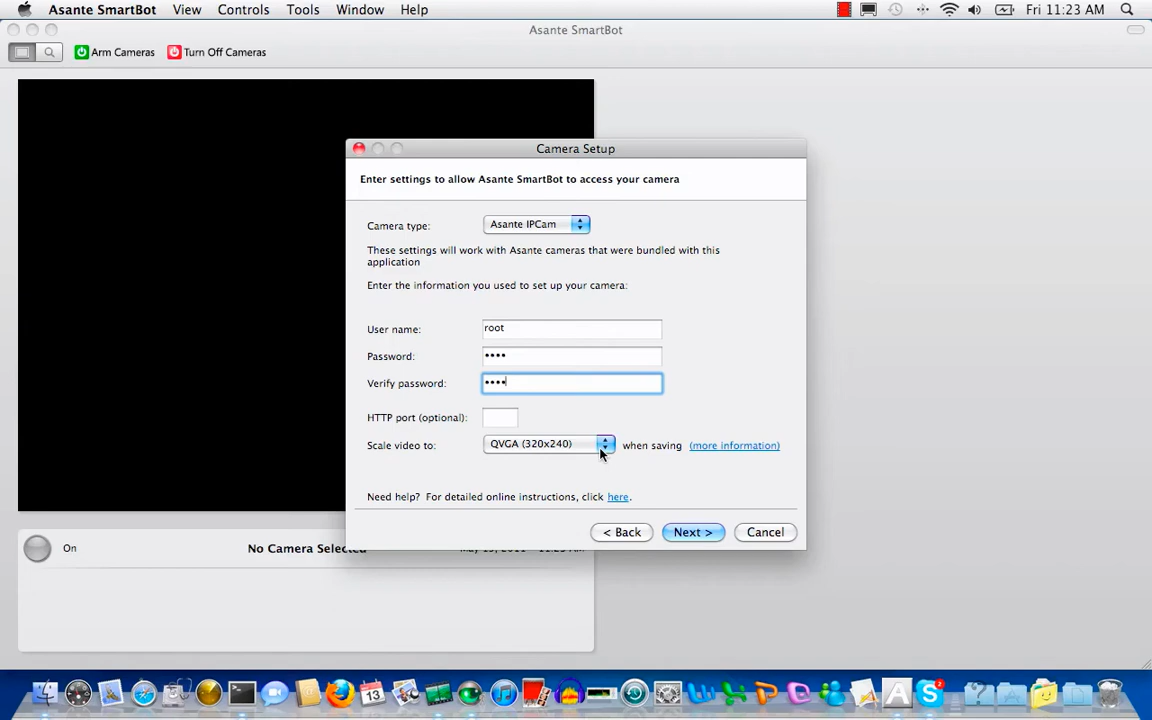 Asante SmartBot View Controls Tools Window Help Fri 11:23 AM
Asante SmartBot
Arm Cameras Turn Off Cameras
Camera Setup
Enter settings to allow Asante SmartBot to access your camera
Camera type: Asante IPCam
These settings will work with Asante cameras that were bundled with this
application
Enter the information you used to set up your camera:
User name: root
Password: ••••
Verify password: ••••
HTTP port (optional):
Scale video to: QVGA (320x240) when saving (more information)
Need help? For detailed online instructions, click here.
< Back Next > Cancel
On No Camera Selected
13
2